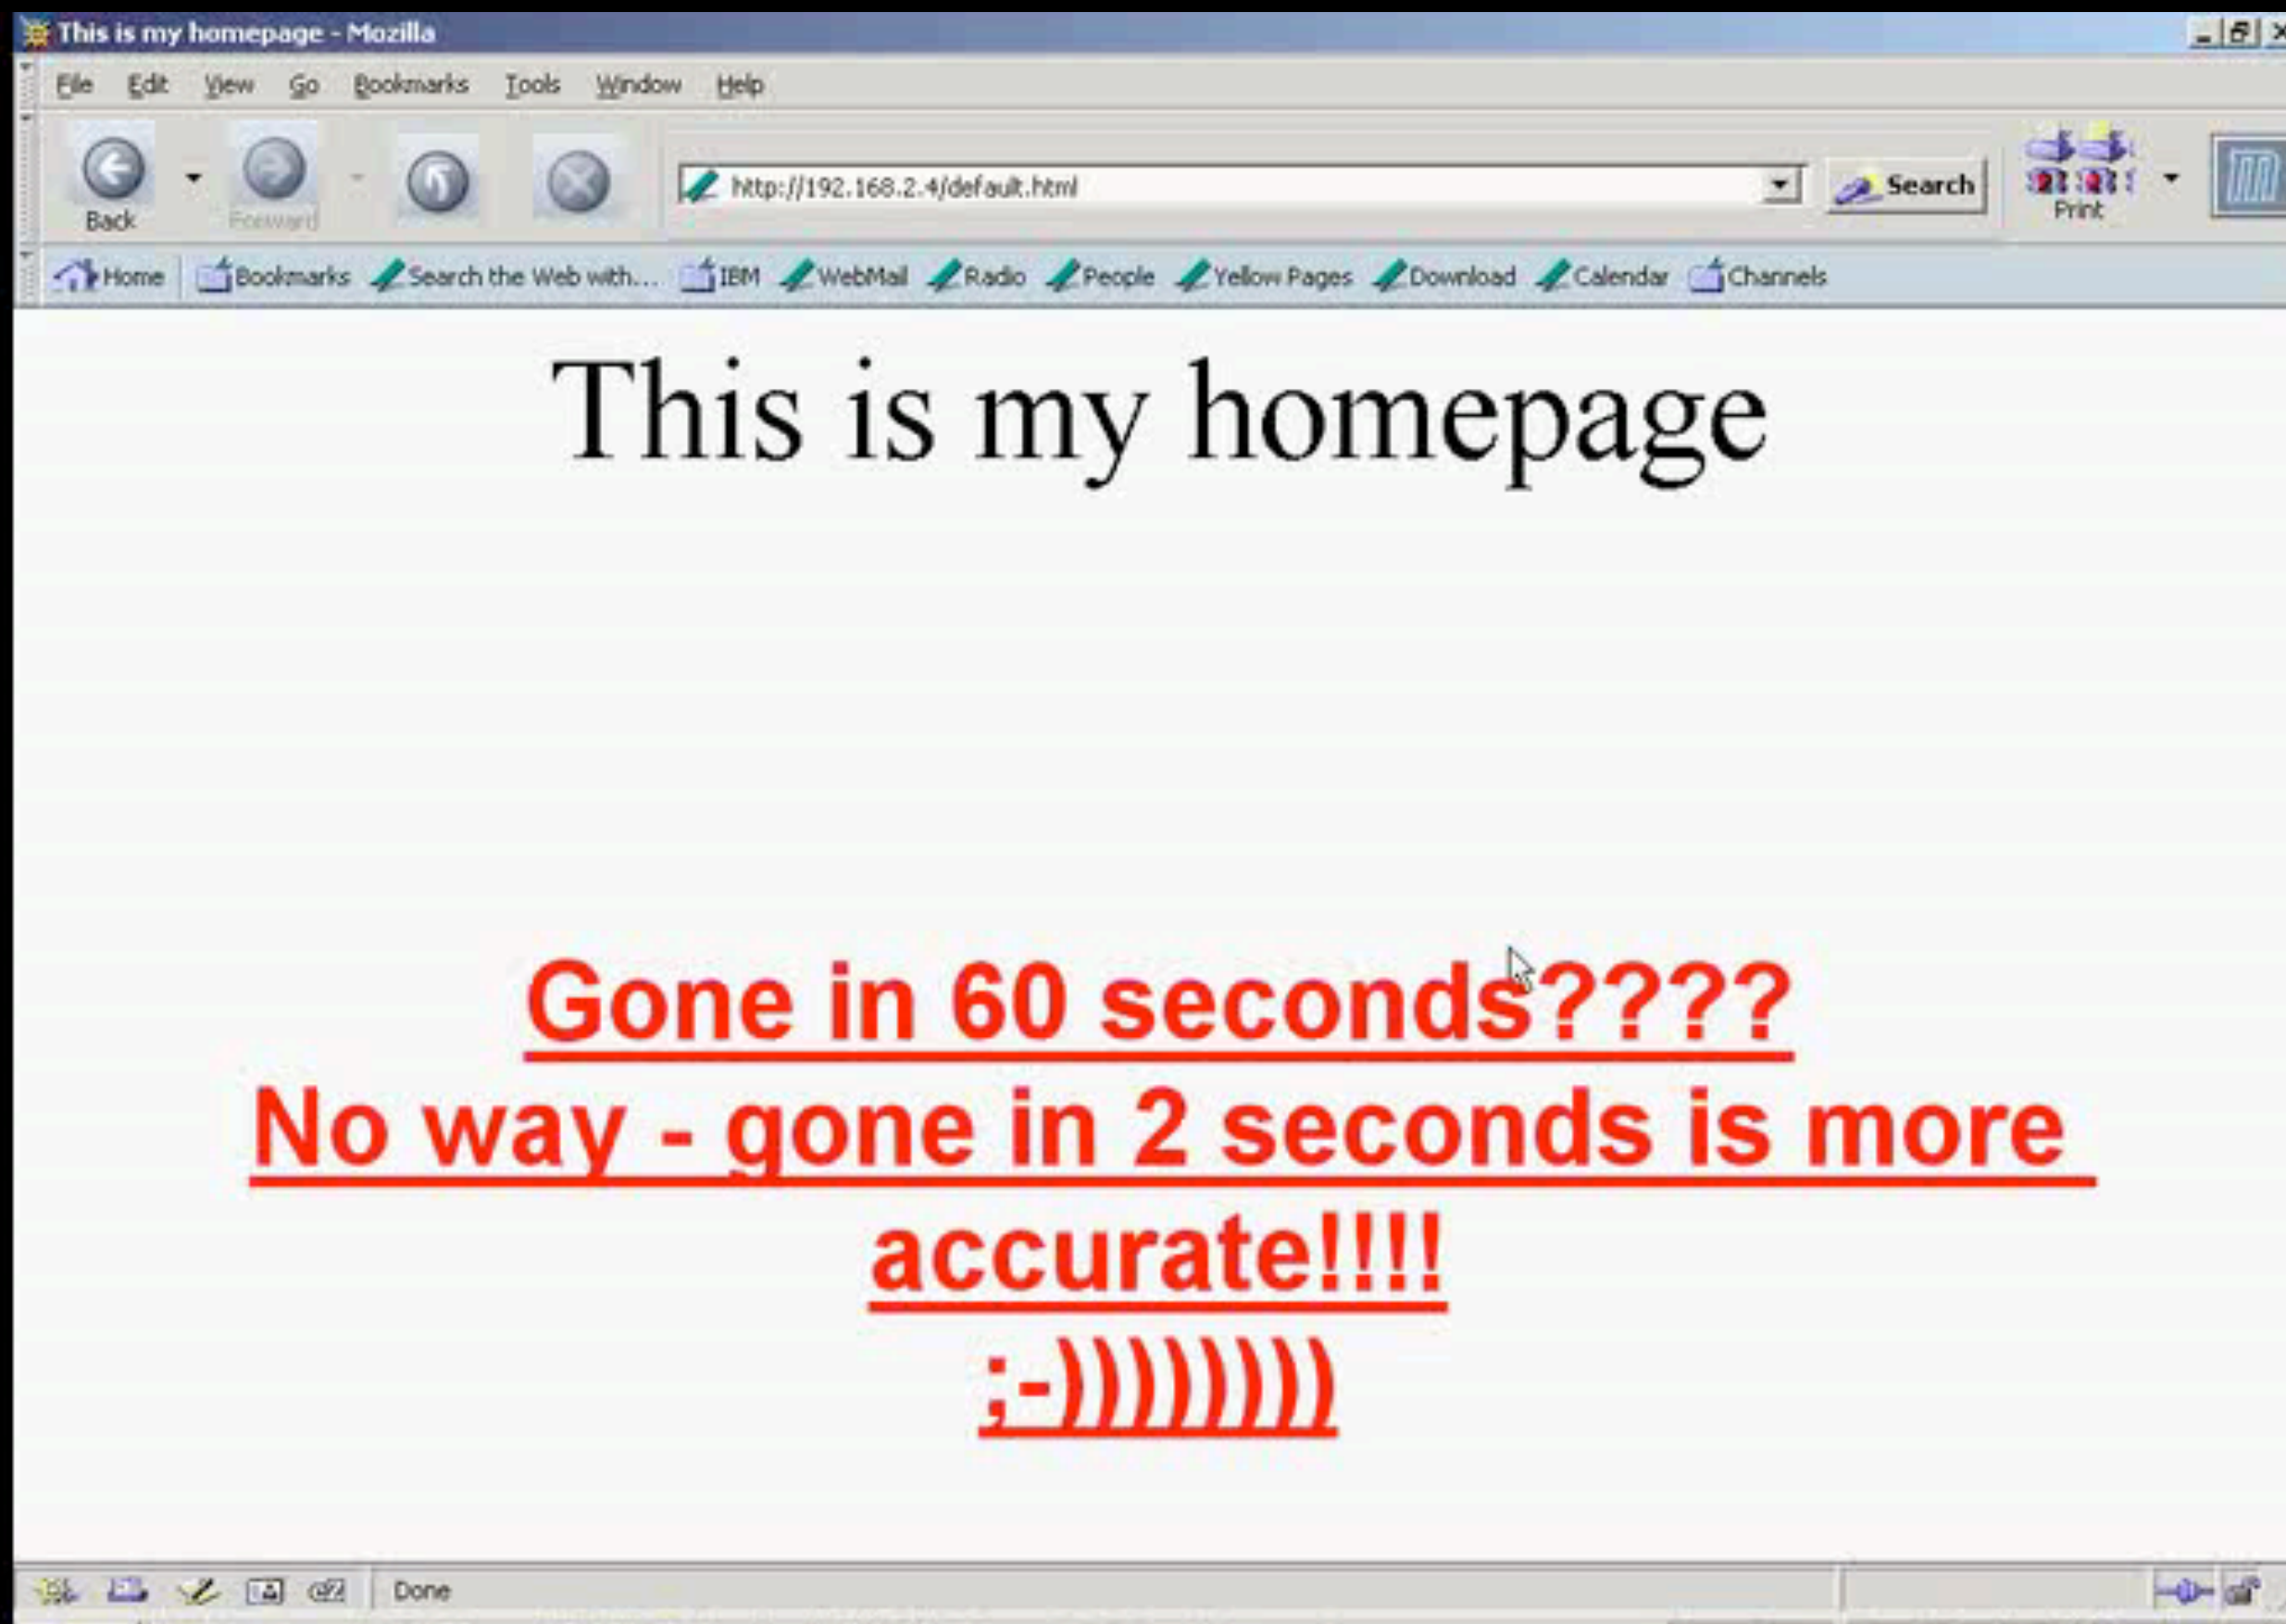 This is my homepage - Mozilla
File Edit View Go Bookmarks Tools Window Help
Back Forward http://192.168.2.4/default.html Search Print
Home Bookmarks Search the Web with... IBM WebMail Radio People Yellow Pages Download Calendar Channels
This is my homepage
Gone in 60 seconds????
No way - gone in 2 seconds is more
accurate!!!!
;-))))))))
Done